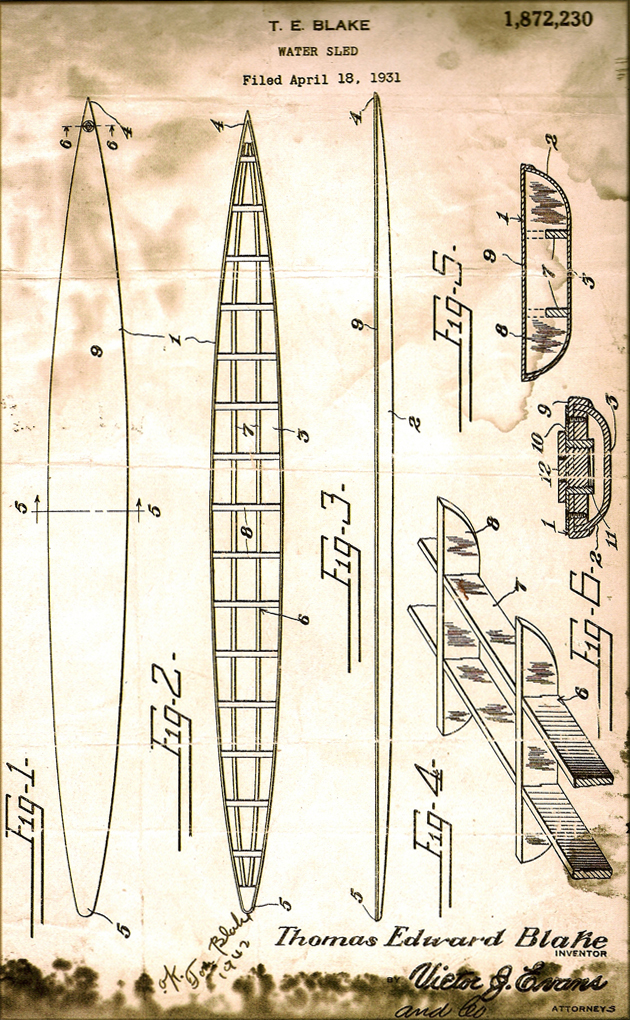 1,872,230
T. E. BLAKE
WATER SLED
Filed April 18, 1931
4
6 6
9
1
5 5
5
Fig-1-
4
7
3
8
6
5
Fig-2-
4
9
2
5
Fig-3-
8
7
6
Fig-4-
2
1
9
7
3
8
Fig-5-
9
3
10
12
1
2
11
Fig-6-
O.K. Tom Blake
1942
Thomas Edward Blake
INVENTOR
BY Victor J. Evans
and Co
ATTORNEYS